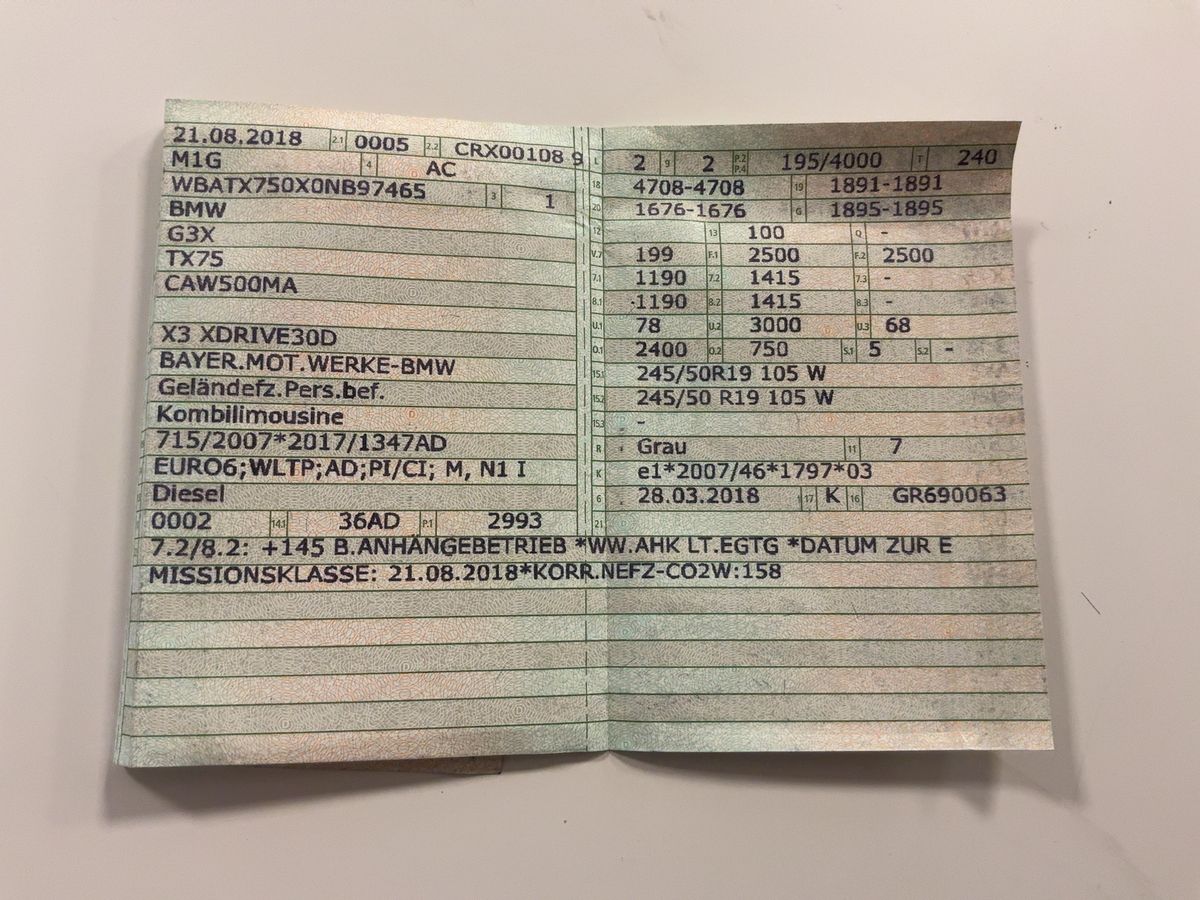 21.08.2018 2.1 0005 2.2 CRX00108 9
M1G 4 AC
WBATX750X0NB97465 3 1
BMW
G3X
TX75
CAW500MA
X3 XDRIVE30D
BAYER.MOT.WERKE-BMW
Geländefz.Pers.bef.
Kombilimousine
715/2007*2017/1347AD
EURO6;WLTP;AD;PI/CI; M, N1 I
Diesel
0002 14.1 36AD P.1 2993
L 2 9 2 P.2 P.4 195/4000 T 240
18 4708-4708 19 1891-1891
20 1676-1676 G 1895-1895
12 13 100 Q -
V.7 199 F.1 2500 F.2 2500
7.1 1190 7.2 1415 7.3 -
8.1 1190 8.2 1415 8.3 -
U.1 78 U.2 3000 U.3 68
O.1 2400 O.2 750 S.1 5 S.2 -
15.1 245/50R19 105 W
15.2 245/50 R19 105 W
15.3 -
R Grau 11 7
K e1*2007/46*1797*03
6 28.03.2018 17 K 16 GR690063
21
7.2/8.2: +145 B.ANHÄNGEBETRIEB *WW.AHK LT.EGTG *DATUM ZUR E
MISSIONSKLASSE: 21.08.2018*KORR.NEFZ-CO2W:158